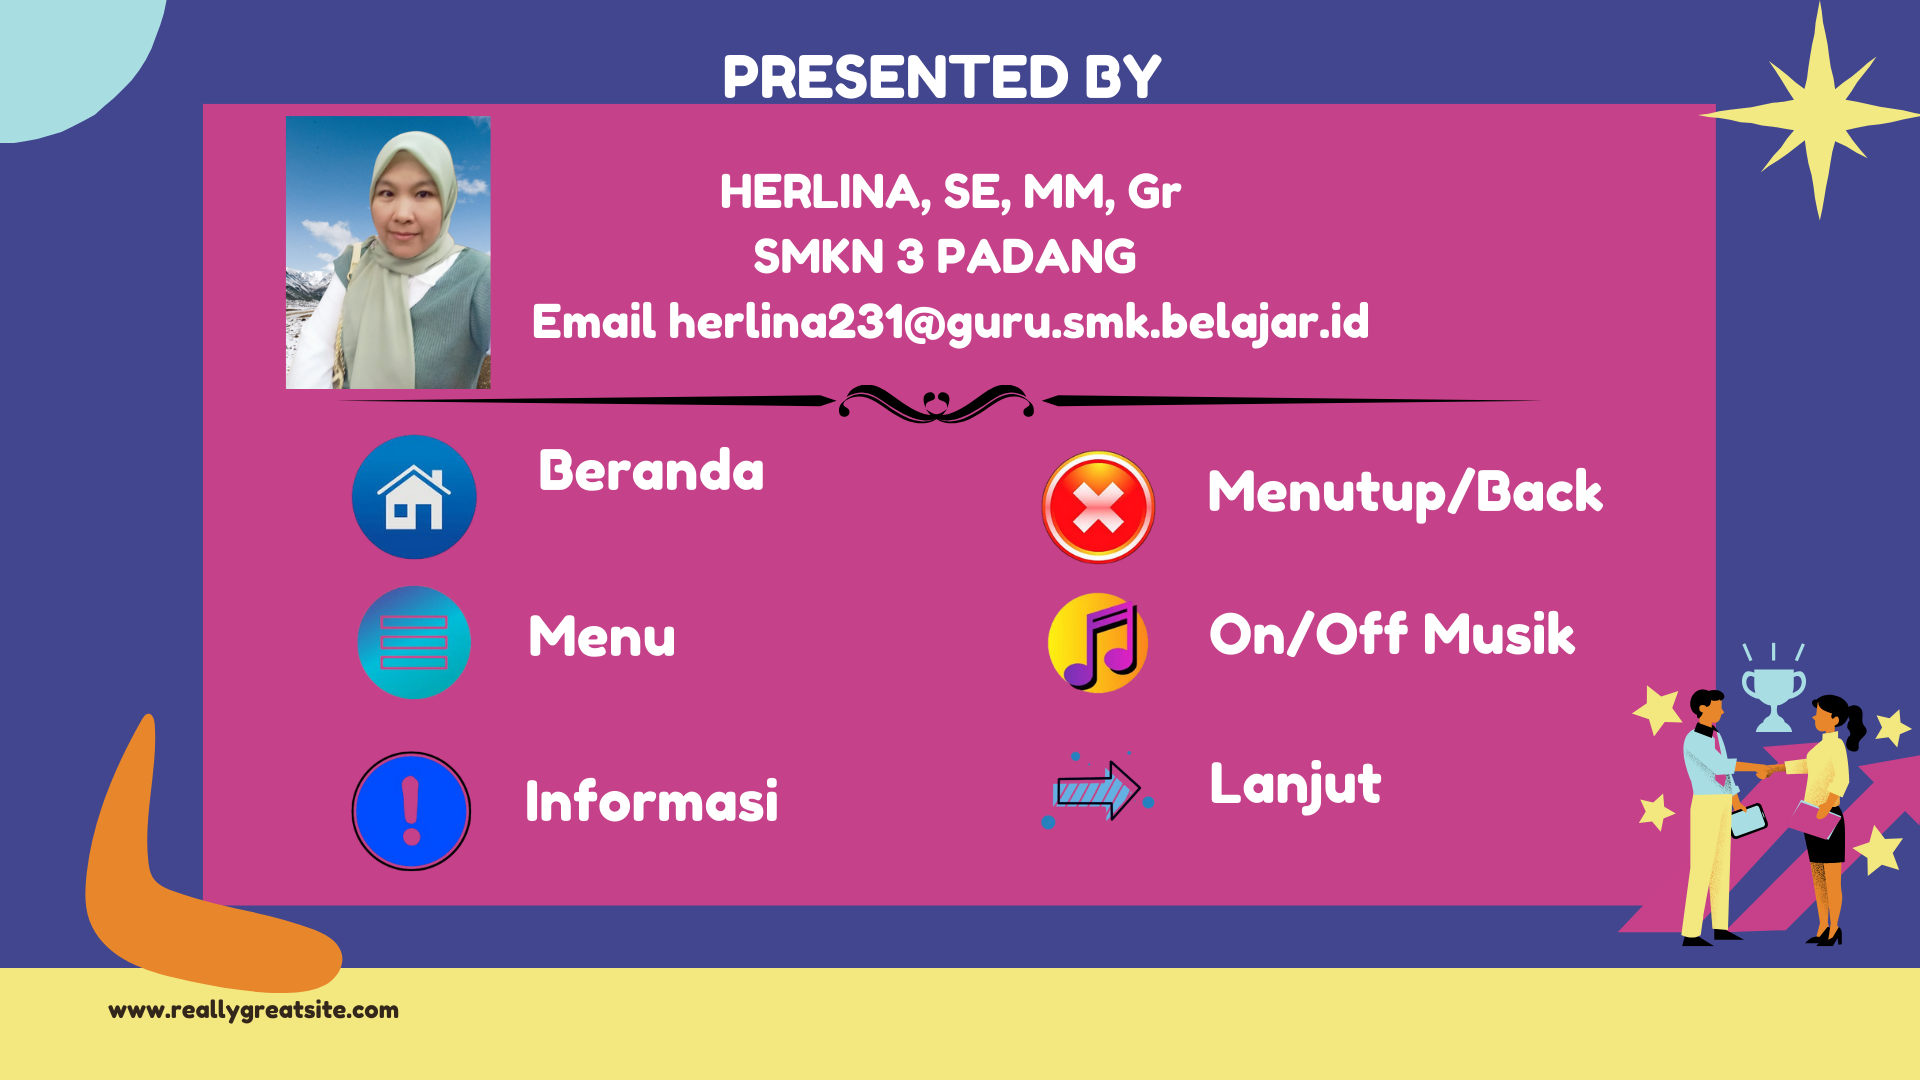 PRESENTED BY
HERLINA, SE, MM, Gr
SMKN 3 PADANG
Email herlina231@guru.smk.belajar.id
Beranda
Menutup/Back
Menu
On/Off Musik
Informasi
Lanjut
www.reallygreatsite.com